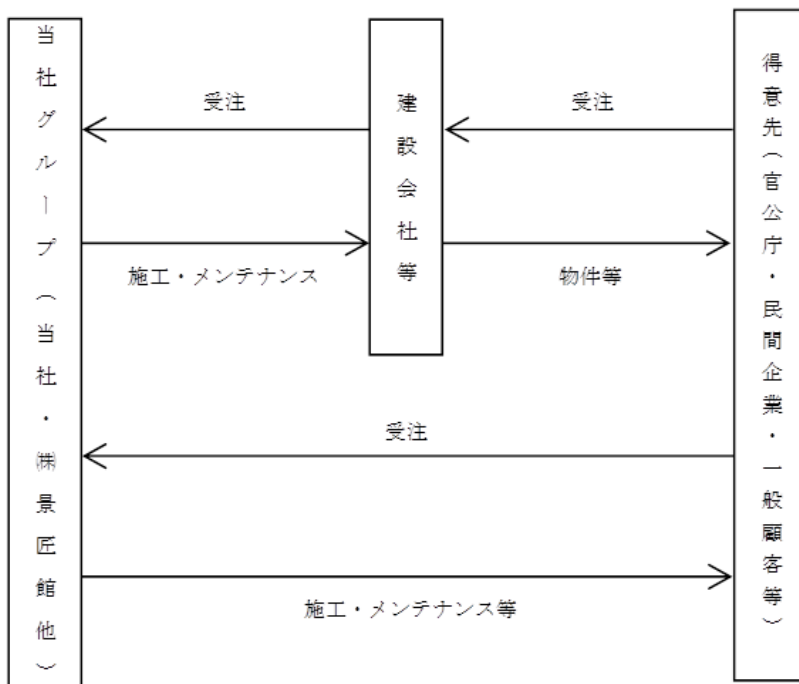 当社グループ（当社・㈱景匠館他）
受注
建設会社等
受注
得意先（官公庁・民間企業・一般顧客等）
施工・メンテナンス
物件等
受注
施工・メンテナンス等